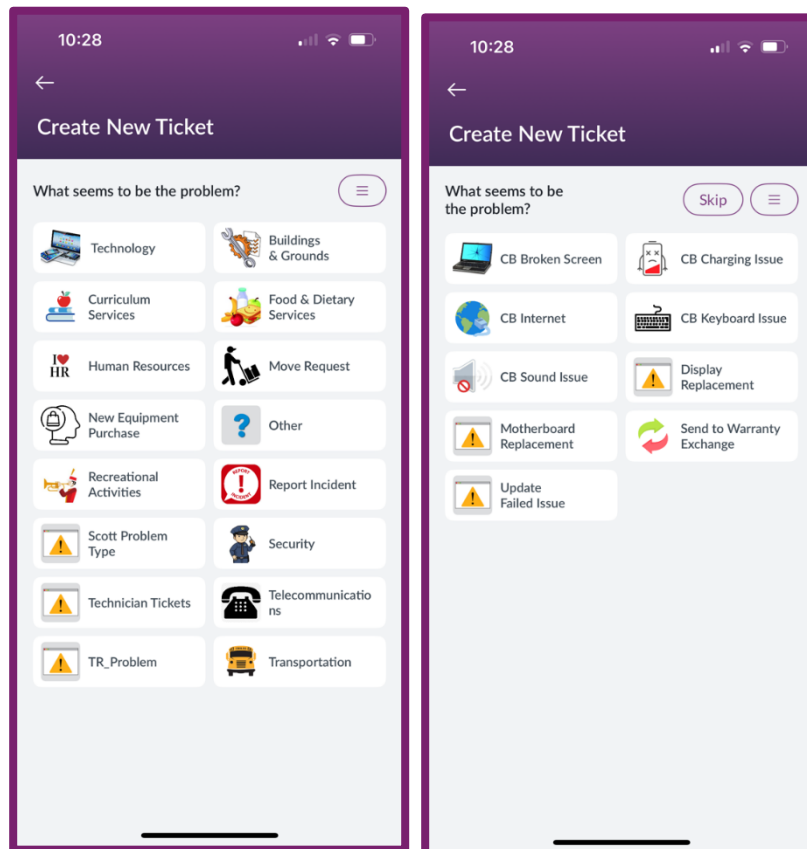 10:28
Create New Ticket
What seems to be the problem?
Technology
Buildings
& Grounds
Curriculum
Services
Food & Dietary
Services
I
HR
Human Resources
Move Request
New Equipment
Purchase
?
Other
Recreational
Activities
REPORT
!
INCIDENT
Report Incident
Scott Problem
Type
Security
Technician Tickets
Telecommunicatio
ns
TR_Problem
Transportation
10:28
Create New Ticket
What seems to be
the problem?
Skip
CB Broken Screen
CB Charging Issue
CB Internet
CB Keyboard Issue
CB Sound Issue
Display
Replacement
Motherboard
Replacement
Send to Warranty
Exchange
Update
Failed Issue